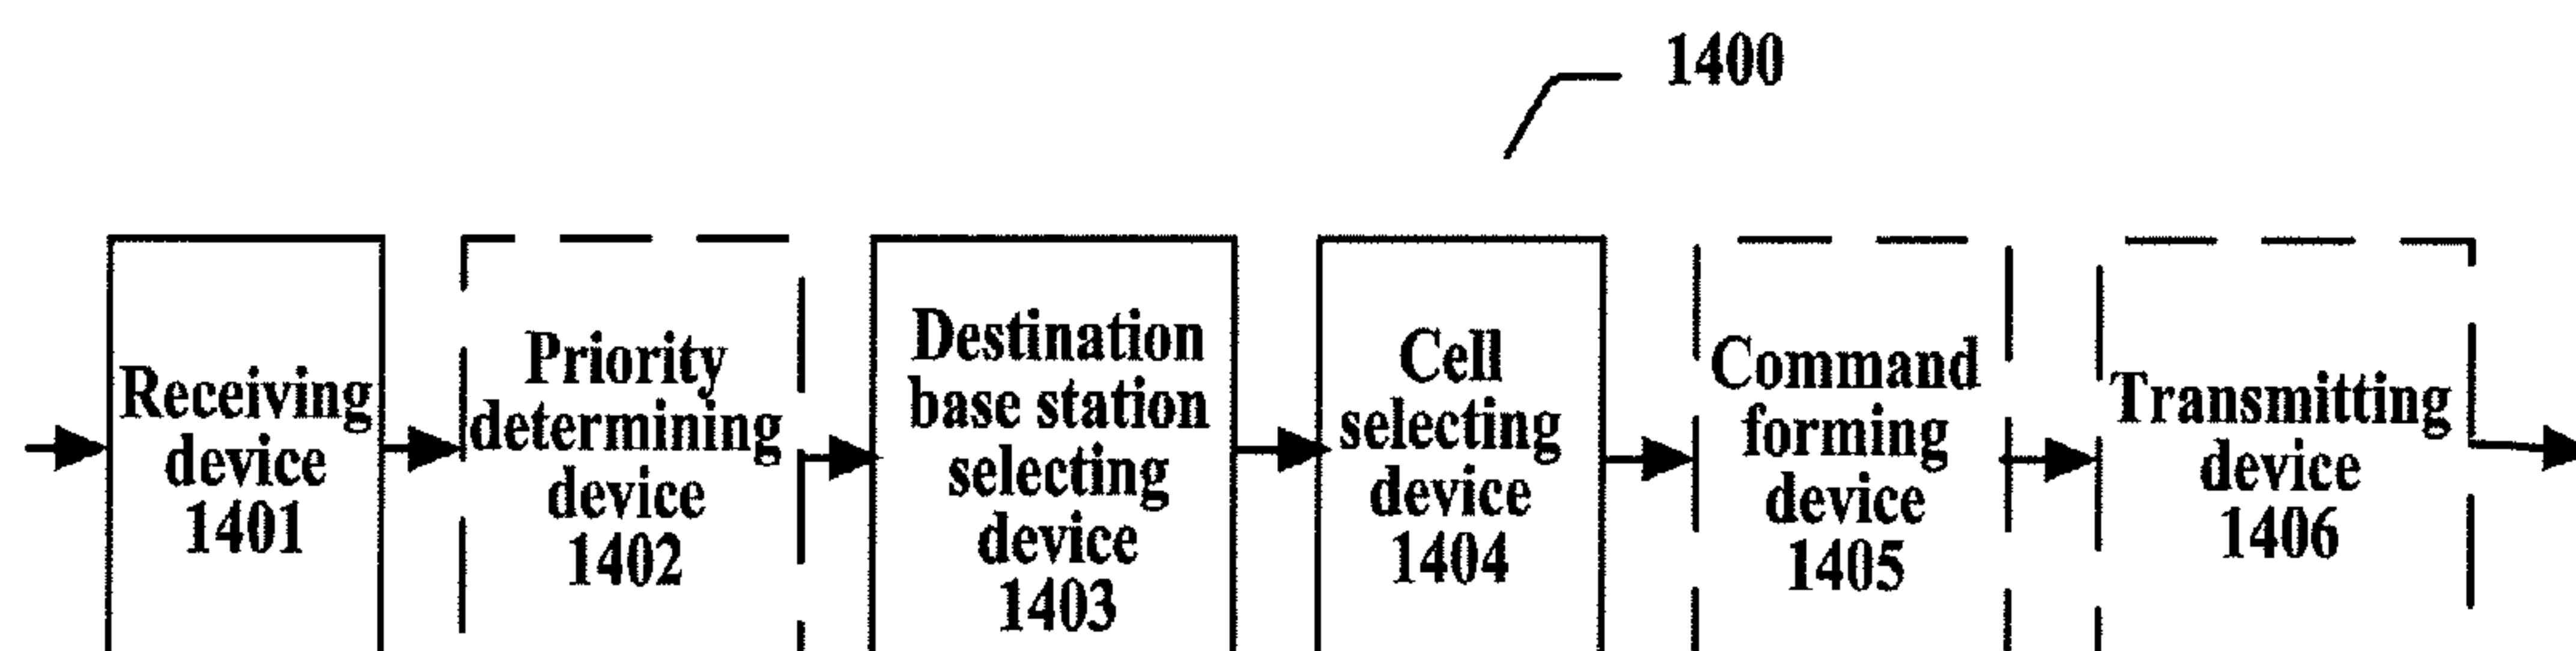 1400
Receiving
device
1401
Priority
determining
device
1402
Destination
base station
selecting
device
1403
Cell
selecting
device
1404
Command
forming
device
1405
Transmitting
device
1406